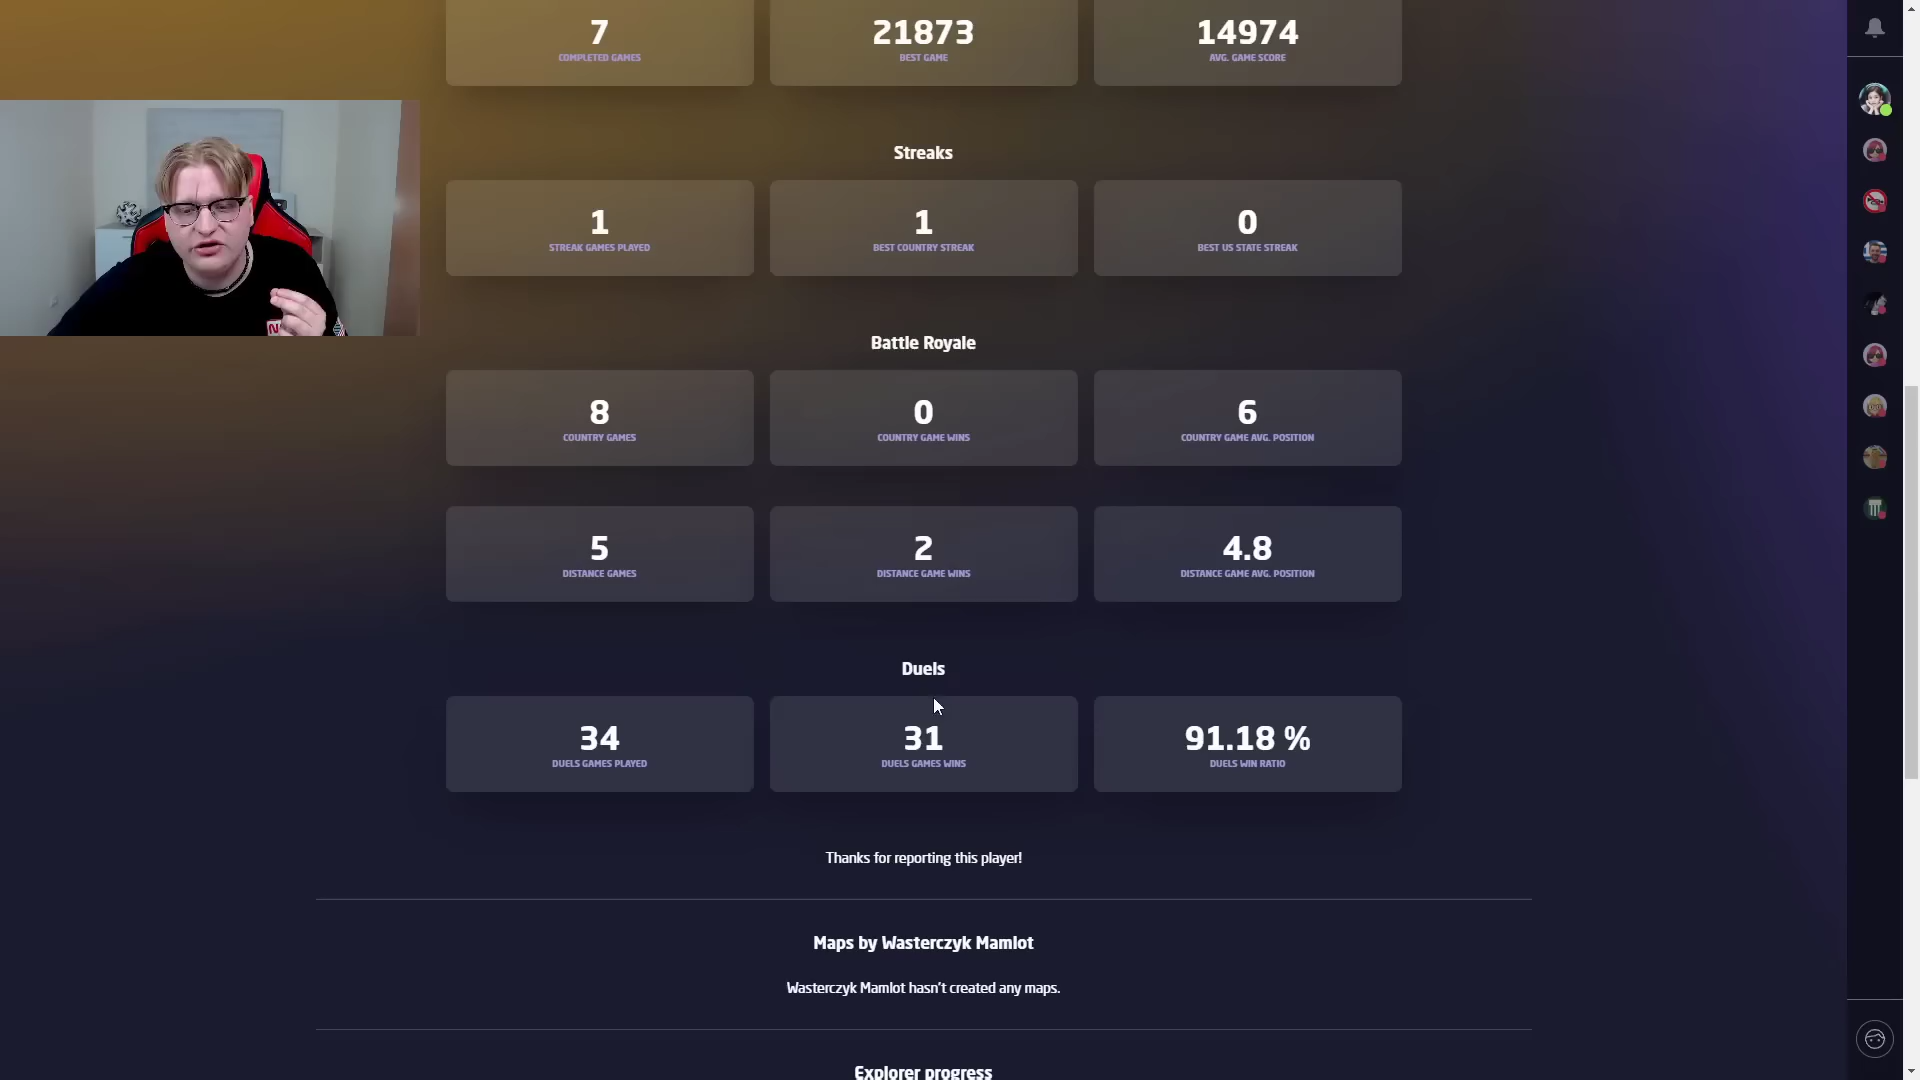 7
COMPLETED GAMES
21873
BEST GAME
14974
AVG. GAME SCORE
Streaks
1
STREAK GAMES PLAYED
1
BEST COUNTRY STREAK
0
BEST US STATE STREAK
Battle Royale
8
COUNTRY GAMES
0
COUNTRY GAME WINS
6
COUNTRY GAME AVG. POSITION
5
DISTANCE GAMES
2
DISTANCE GAME WINS
4.8
DISTANCE GAME AVG. POSITION
Duels
34
DUELS GAMES PLAYED
31
DUELS GAMES WINS
91.18 %
DUELS WIN RATIO
Thanks for reporting this player!
Maps by Wasterczyk Mamlot
Wasterczyk Mamlot hasn't created any maps.
Explorer progress